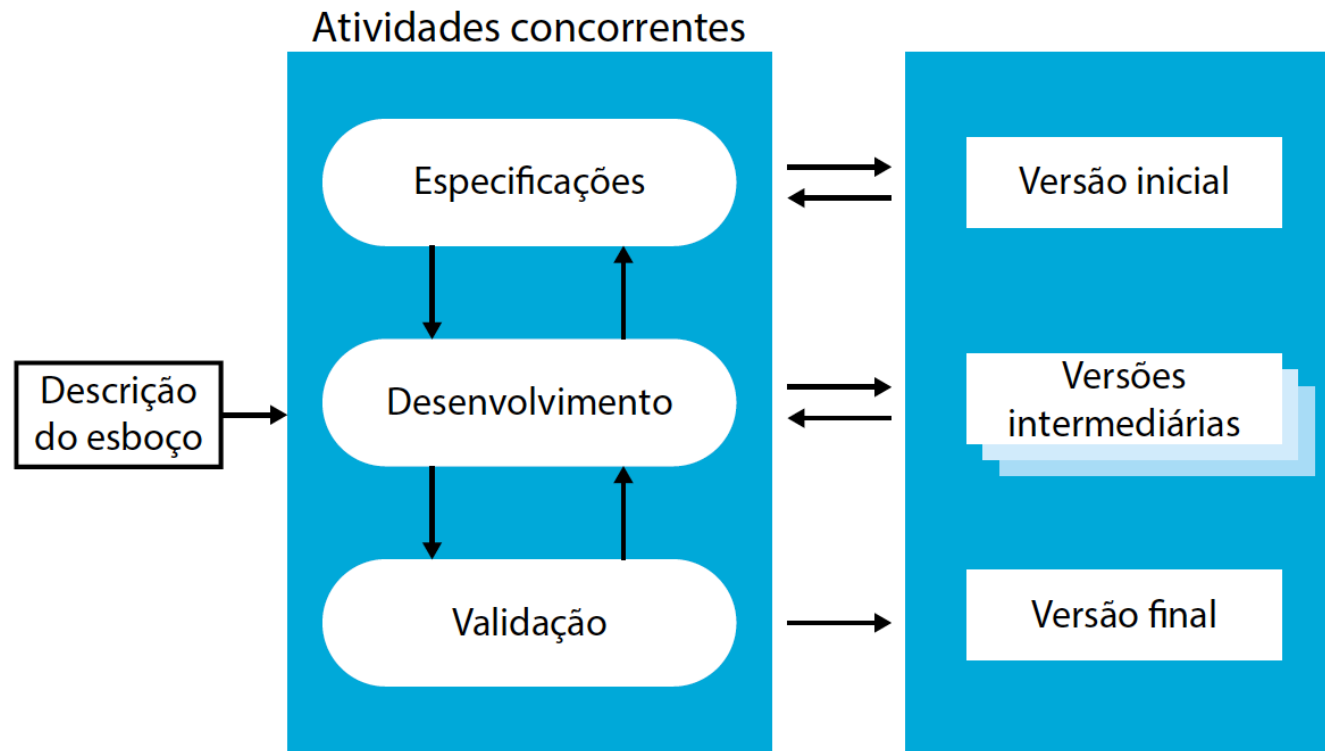 Atividades concorrentes
Especificações
Versão inicial
Descrição
do esboço
Desenvolvimento
Versões
intermediárias
Validação
Versão final